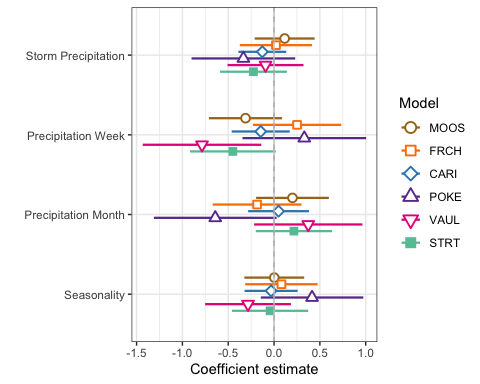 Storm Precipitation
Precipitation Week
Precipitation Month
Seasonality
-1.5 -1.0 -0.5 0.0 0.5 1.0
Coefficient estimate
Model
MOOS
FRCH
CARI
POKE
VAUL
STRT